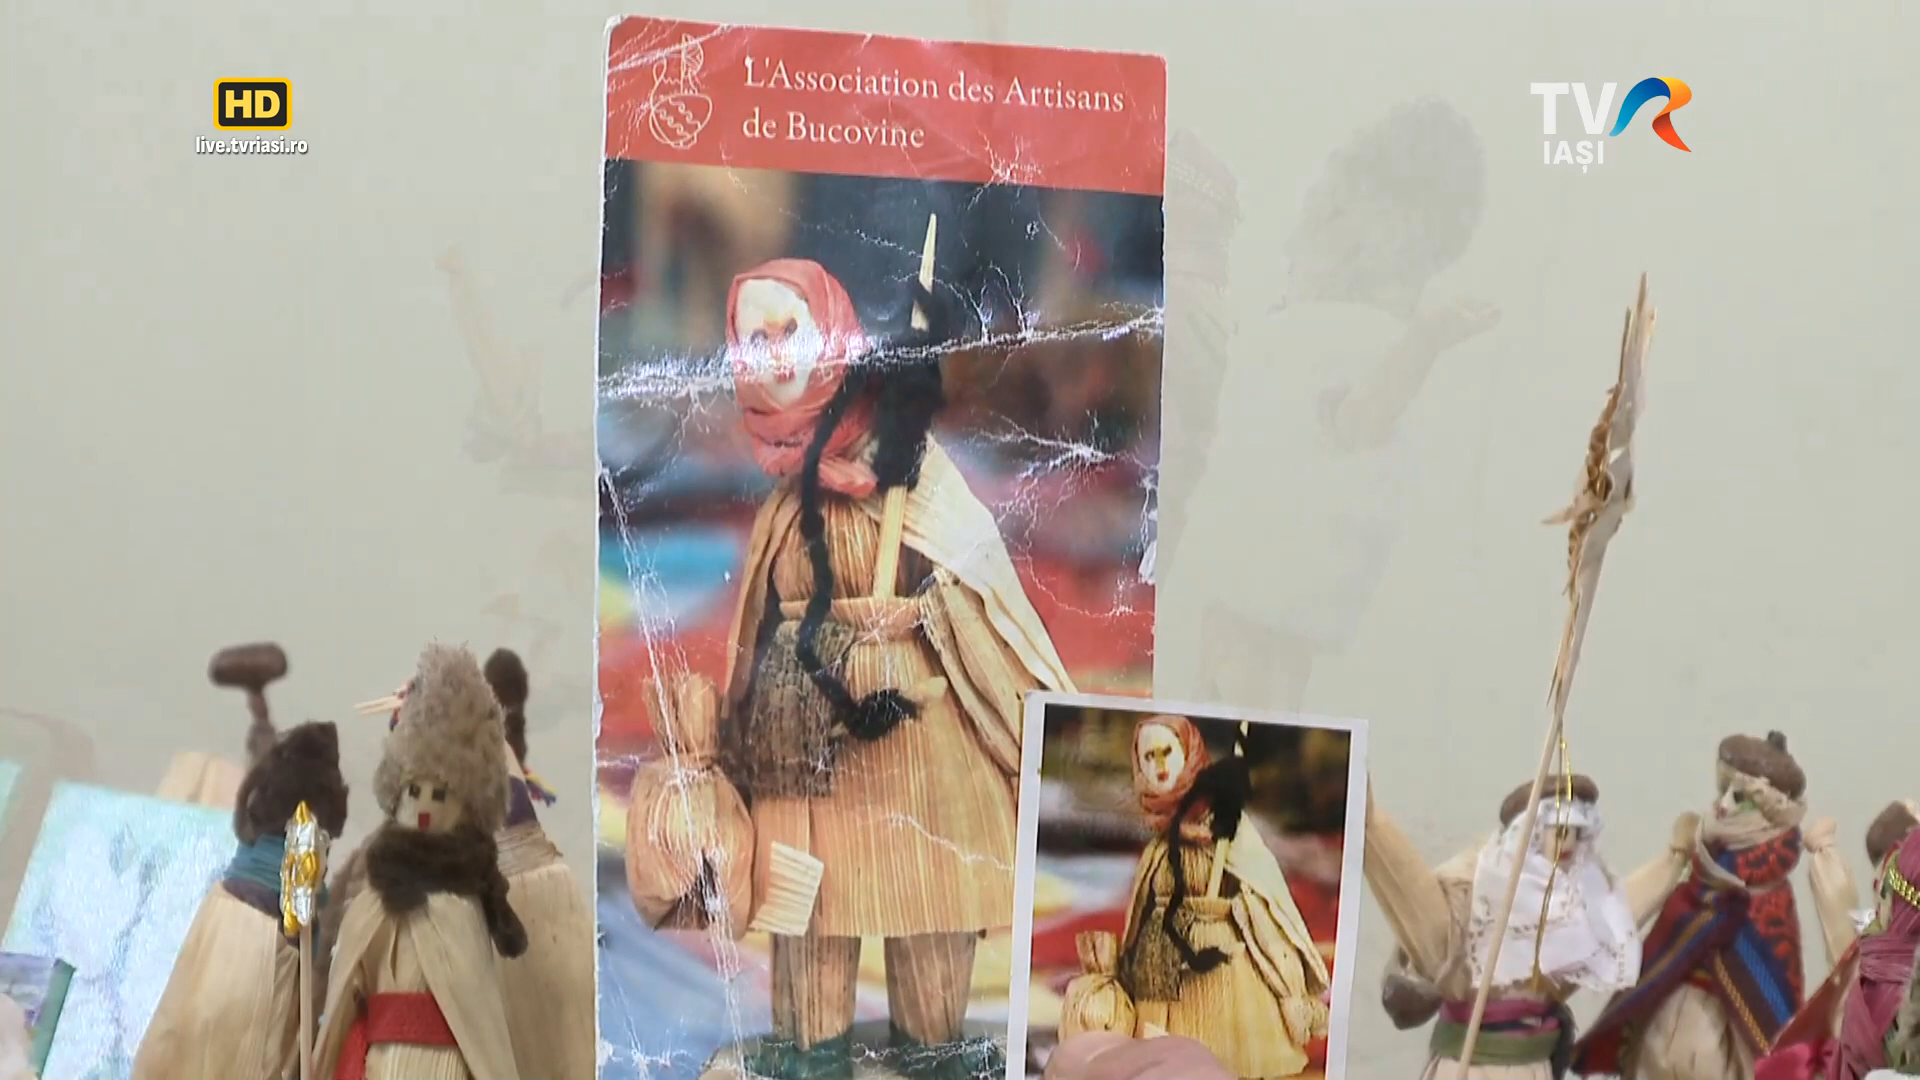 HD
live.tvriasi.ro
L'Association des Artisans
de Bucovine
TVR
IAȘI